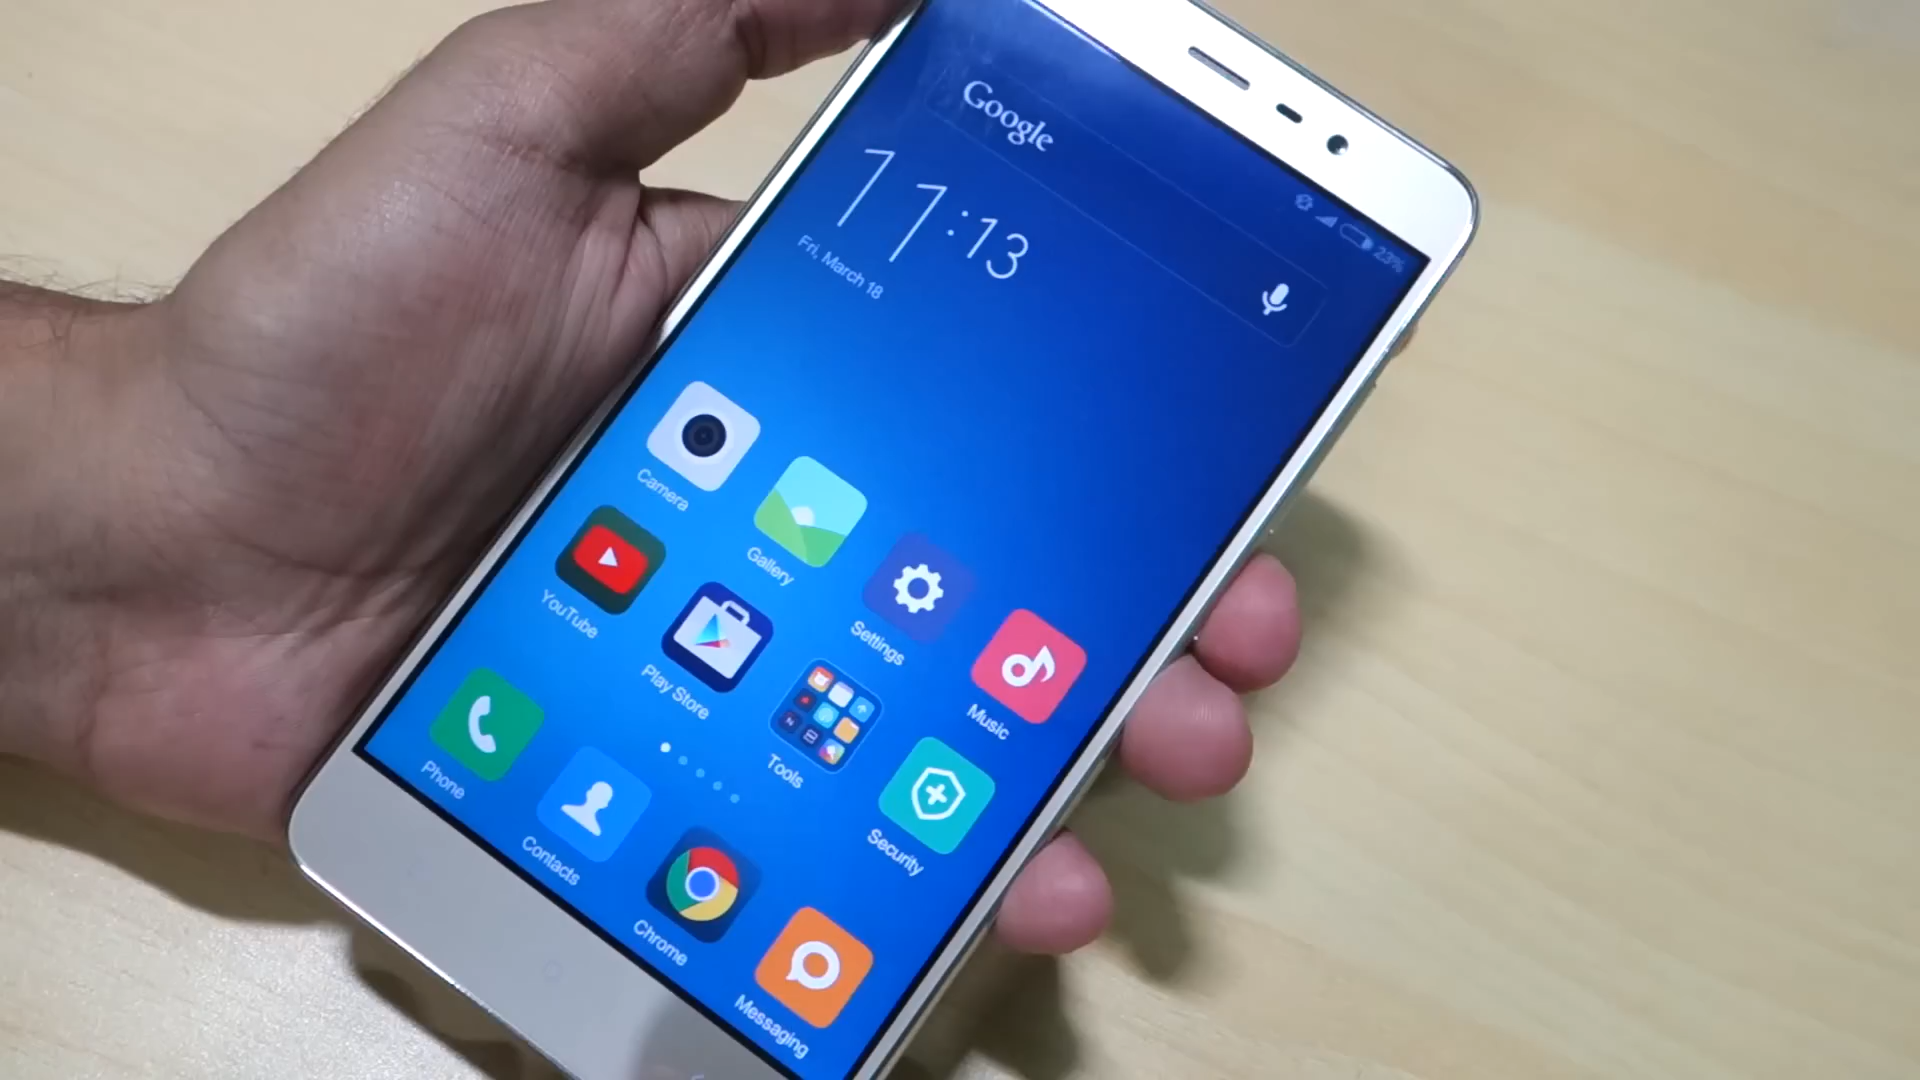 23%
Google
11:13
Fri, March 18
Camera
Gallery
Settings
Music
YouTube
Play Store
Tools
Security
Phone
Contacts
Chrome
Messaging